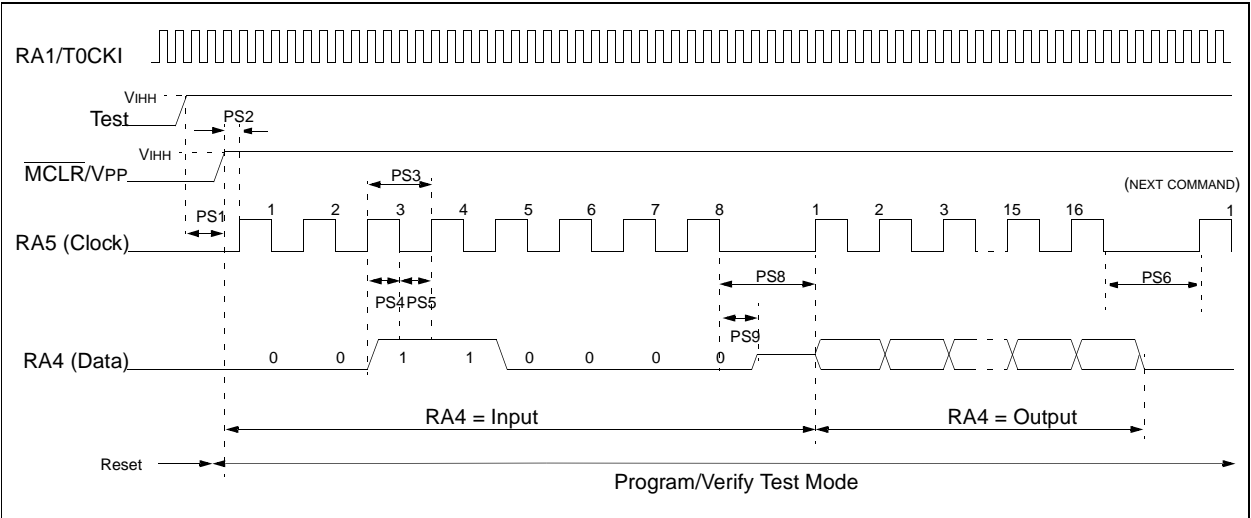 RA1/T0CKI
VIHH
Test
PS2
VIHH
MCLR/VPP
PS3
(NEXT COMMAND)
PS1
1 2 3 4 5 6 7 8 1 2 3 15 16 1
RA5 (Clock)
PS8
PS6
PS4 PS5
PS9
RA4 (Data)
0 0 1 1 0 0 0 0
RA4 = Input
RA4 = Output
Reset
Program/Verify Test Mode